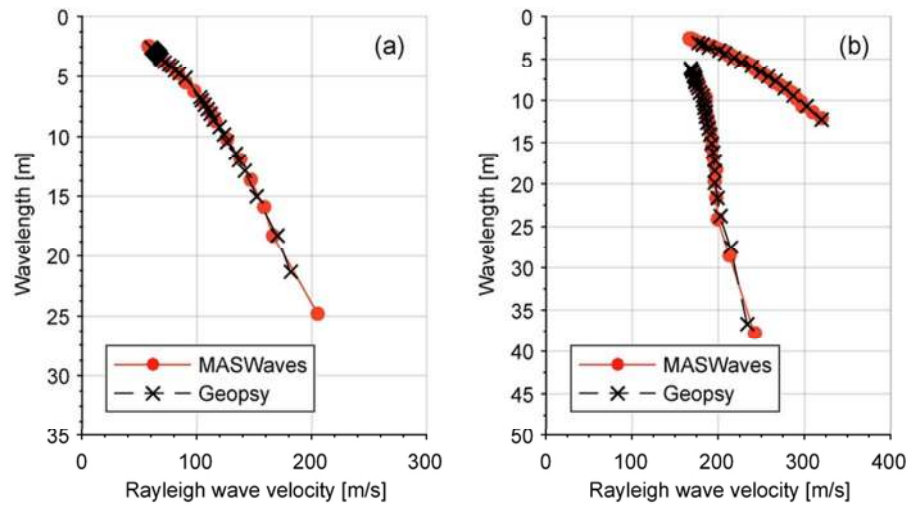 (a)
Wavelength [m]
0
5
10
15
20
25
30
35
MASWaves
Geopsy
0 100 200 300
Rayleigh wave velocity [m/s]
(b)
Wavelength [m]
0
5
10
15
20
25
30
35
40
45
50
MASWaves
Geopsy
0 100 200 300 400
Rayleigh wave velocity [m/s]